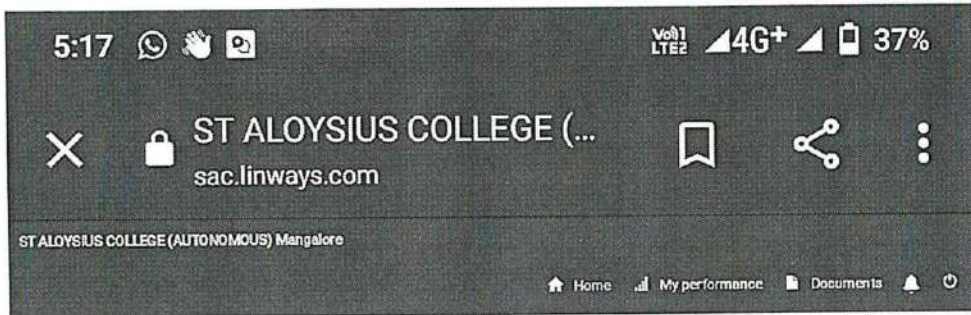 5:17 Vo))1 LTE2 4G+ 37%
ST ALOYSIUS COLLEGE (...
sac.linways.com
ST ALOYSIUS COLLEGE (AUTONOMOUS) Mangalore
Home My performance Documents